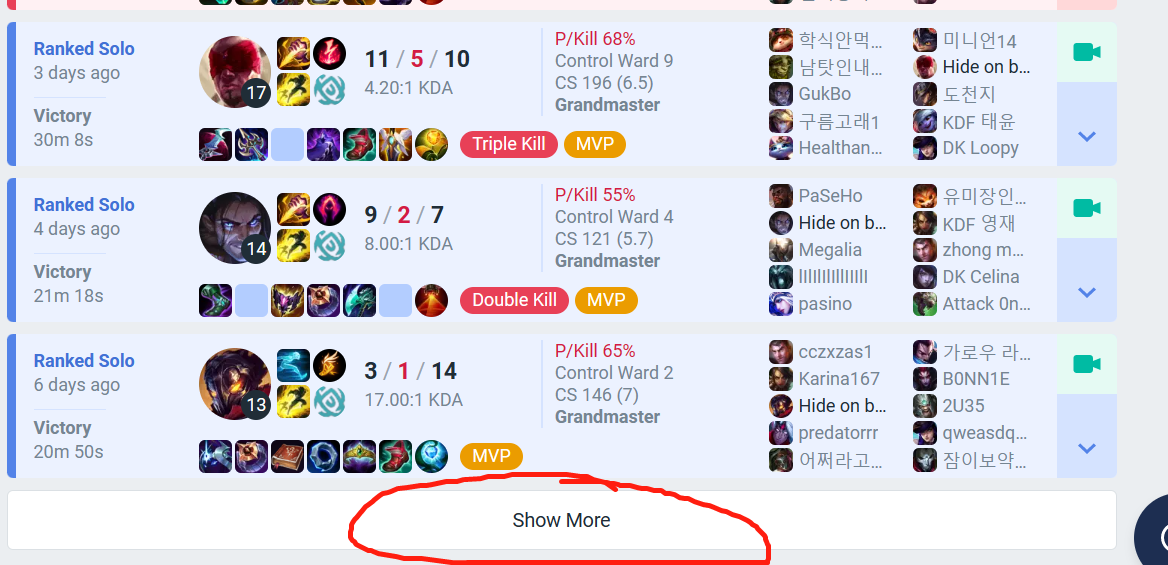 Ranked Solo
3 days ago
Victory
30m 8s
17
11 / 5 / 10
4.20:1 KDA
Triple Kill
MVP
P/Kill 68%
Control Ward 9
CS 196 (6.5)
Grandmaster
학식안먹...
남탓인내...
GukBo
구름고래1
Healthan...
미니언14
Hide on b...
도천지
KDF 태윤
DK Loopy
Ranked Solo
4 days ago
Victory
21m 18s
14
9 / 2 / 7
8.00:1 KDA
Double Kill
MVP
P/Kill 55%
Control Ward 4
CS 121 (5.7)
Grandmaster
PaSeHo
Hide on b...
Megalia
pasino
유미장인...
KDF 영재
zhong m...
DK Celina
Attack 0n...
Ranked Solo
6 days ago
Victory
20m 50s
13
3 / 1 / 14
17.00:1 KDA
MVP
P/Kill 65%
Control Ward 2
CS 146 (7)
Grandmaster
cczxzas1
Karina167
Hide on b...
predatorrr
어쩌라고...
가로우 라...
B0NN1E
2U35
qweasdq...
잠이보약...
Show More